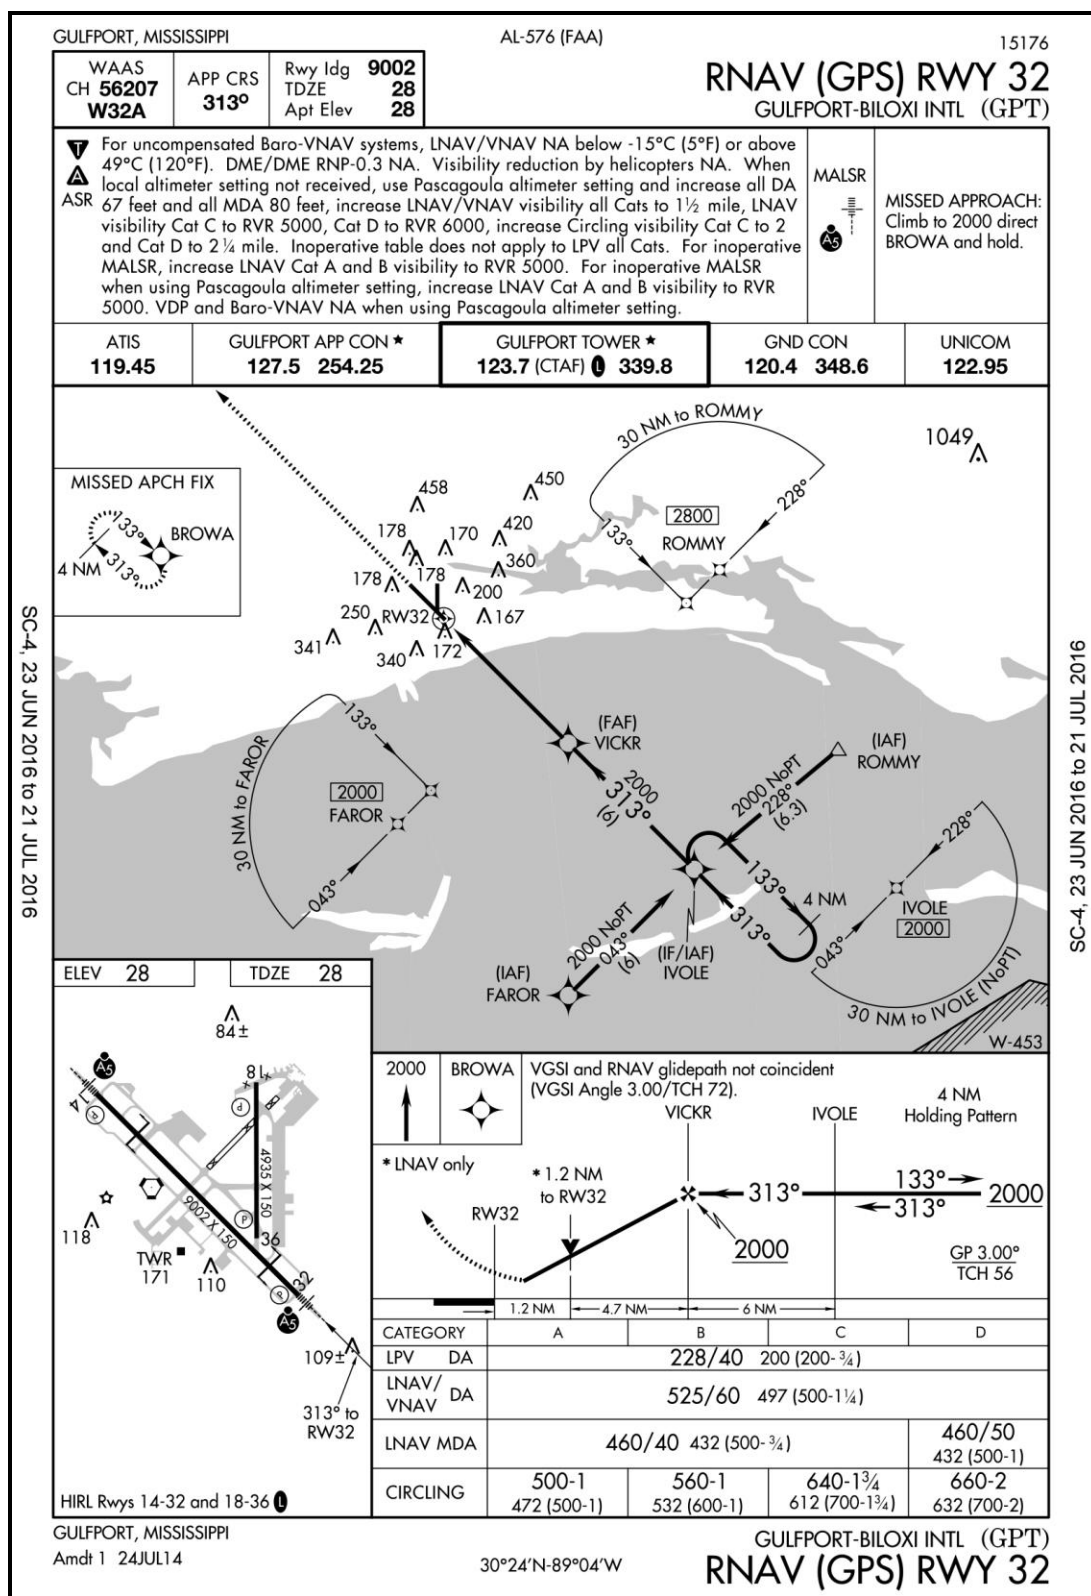 GULFPORT, MISSISSIPPI
AL-576 (FAA)
15176
WAAS
CH 56207
W32A
APP CRS
313°
Rwy ldg 9002
TDZE 28
Apt Elev 28
RNAV (GPS) RWY 32
GULFPORT-BILOXI INTL (GPT)
T
A
ASR
For uncompensated Baro-VNAV systems, LNAV/VNAV NA below -15°C (5°F) or above
49°C (120°F). DME/DME RNP-0.3 NA. Visibility reduction by helicopters NA. When
local altimeter setting not received, use Pascagoula altimeter setting and increase all DA
67 feet and all MDA 80 feet, increase LNAV/VNAV visibility all Cats to 1½ mile, LNAV
visibility Cat C to RVR 5000, Cat D to RVR 6000, increase Circling visibility Cat C to 2
and Cat D to 2¼ mile. Inoperative table does not apply to LPV all Cats. For inoperative
MALSR, increase LNAV Cat A and B visibility to RVR 5000. For inoperative MALSR
when using Pascagoula altimeter setting, increase LNAV Cat A and B visibility to RVR
5000. VDP and Baro-VNAV NA when using Pascagoula altimeter setting.
MALSR
A5
MISSED APPROACH:
Climb to 2000 direct
BROWA and hold.
ATIS
119.45
GULFPORT APP CON ★
127.5 254.25
GULFPORT TOWER ★
123.7 (CTAF) L 339.8
GND CON
120.4 348.6
UNICOM
122.95
MISSED APCH FIX
133°
BROWA
4 NM
313°
30 NM to ROMMY
1049
458
450
228°
2800
ROMMY
133°
178
170
420
360
178
178
200
RW32
167
250
172
341
340
133°
30 NM to FAROR
2000
FAROR
043°
(FAF)
VICKR
2000
313°
(6)
(IAF)
ROMMY
2000 NoPT
228°
(6.3)
133°
4 NM
313°
228°
IVOLE
2000
043°
30 NM to IVOLE (NoPT)
2000 NoPT
043°
(6)
(IF/IAF)
IVOLE
(IAF)
FAROR
W-453
SC-4, 23 JUN 2016 to 21 JUL 2016
SC-4, 23 JUN 2016 to 21 JUL 2016
ELEV 28
TDZE 28
84±
A5
14
18
P
P
4935 X 150
9002 X 150
118
TWR
171
110
P
36
P
32
A5
109±
313° to
RW32
HIRL Rwys 14-32 and 18-36 L
2000
BROWA
VGSI and RNAV glidepath not coincident
(VGSI Angle 3.00/TCH 72).
VICKR
IVOLE
4 NM
Holding Pattern
* LNAV only
* 1.2 NM
to RW32
RW32
313°
133°
313°
2000
2000
GP 3.00°
TCH 56
1.2 NM
4.7 NM
6 NM
CATEGORY A B C D
LPV DA 228/40 200 (200-¾)
LNAV/
VNAV DA 525/60 497 (500-1¼)
LNAV MDA 460/40 432 (500-¾) 460/50
432 (500-1)
CIRCLING 500-1 560-1 640-1¾ 660-2
472 (500-1) 532 (600-1) 612 (700-1¾) 632 (700-2)
GULFPORT, MISSISSIPPI
Amdt 1 24JUL14
30°24'N-89°04'W
GULFPORT-BILOXI INTL (GPT)
RNAV (GPS) RWY 32